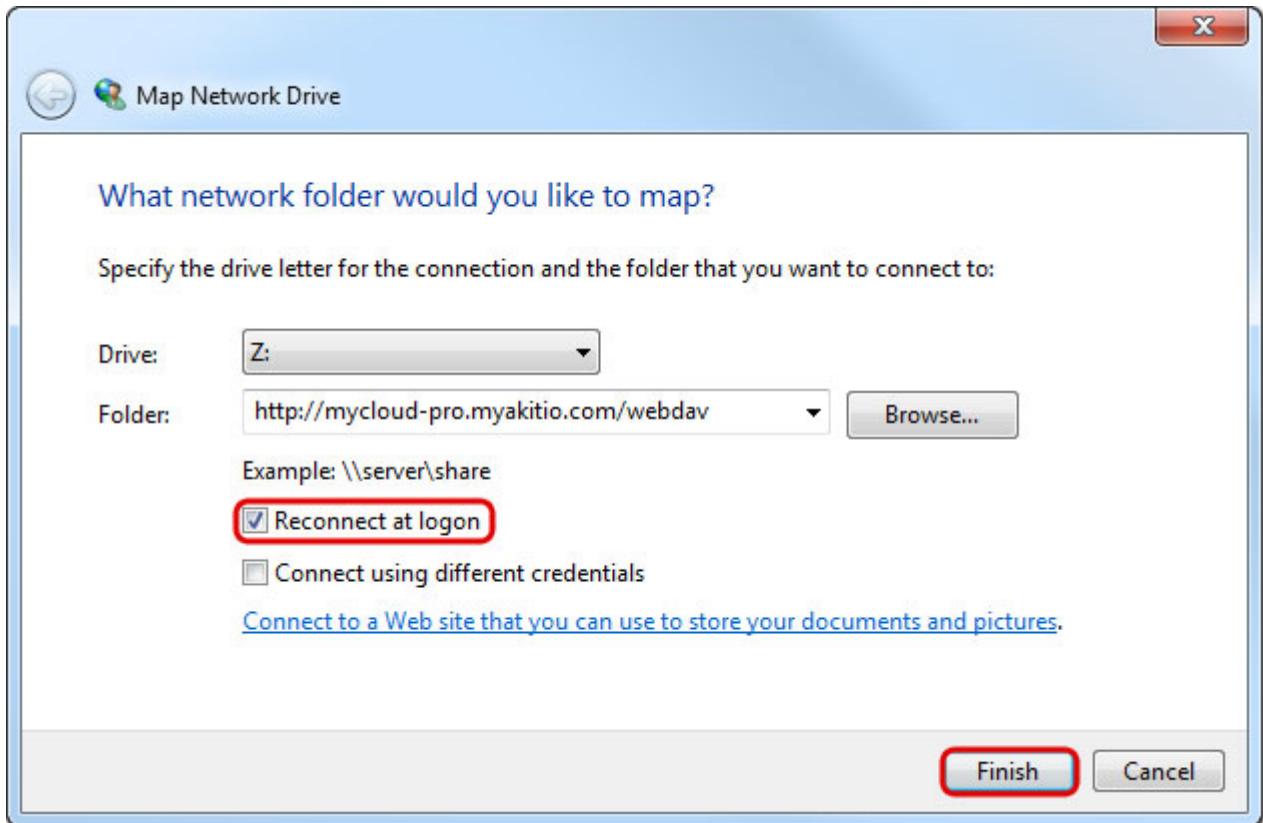 Map Network Drive
What network folder would you like to map?
Specify the drive letter for the connection and the folder that you want to connect to:
Drive: Z:
Folder: http://mycloud-pro.myakitio.com/webdav Browse...
Example: \\server\share
Reconnect at logon
Connect using different credentials
Connect to a Web site that you can use to store your documents and pictures.
Finish Cancel